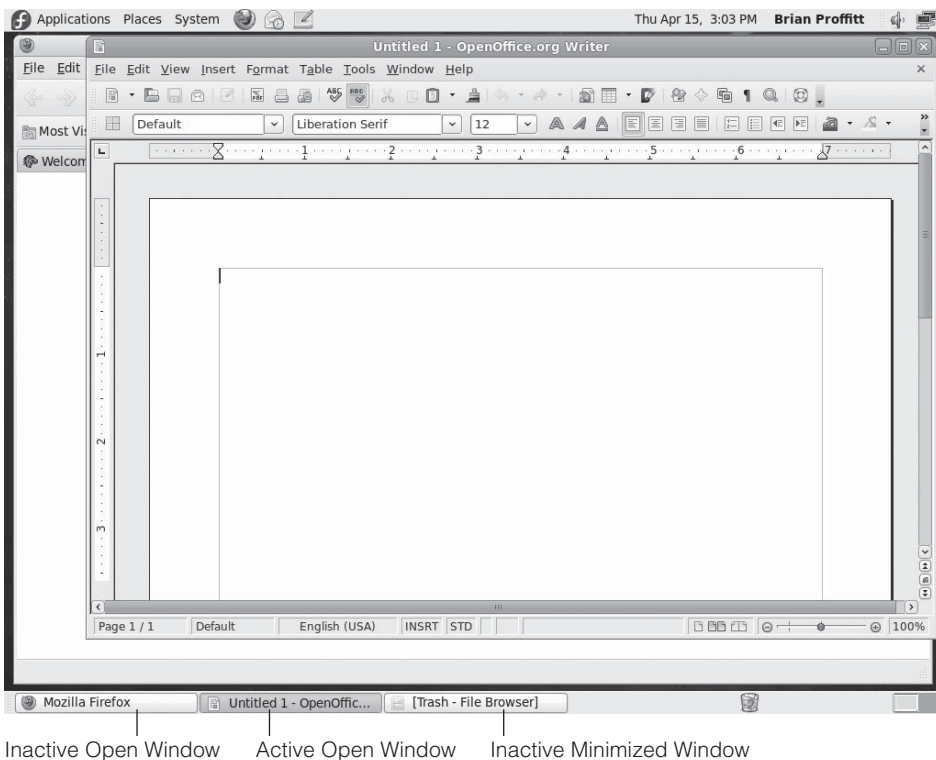 Applications Places System Thu Apr 15, 3:03 PM Brian Proffitt
Untitled 1 - OpenOffice.org Writer
File Edit
File Edit View Insert Format Table Tools Window Help
Most Vi
Default Liberation Serif 12
Welcom
1 2 3 4 5 6 7
1
2
3
Page 1 / 1 Default English (USA) INSRT STD 100%
Mozilla Firefox Untitled 1 - OpenOffic... [Trash - File Browser]
Inactive Open Window Active Open Window Inactive Minimized Window